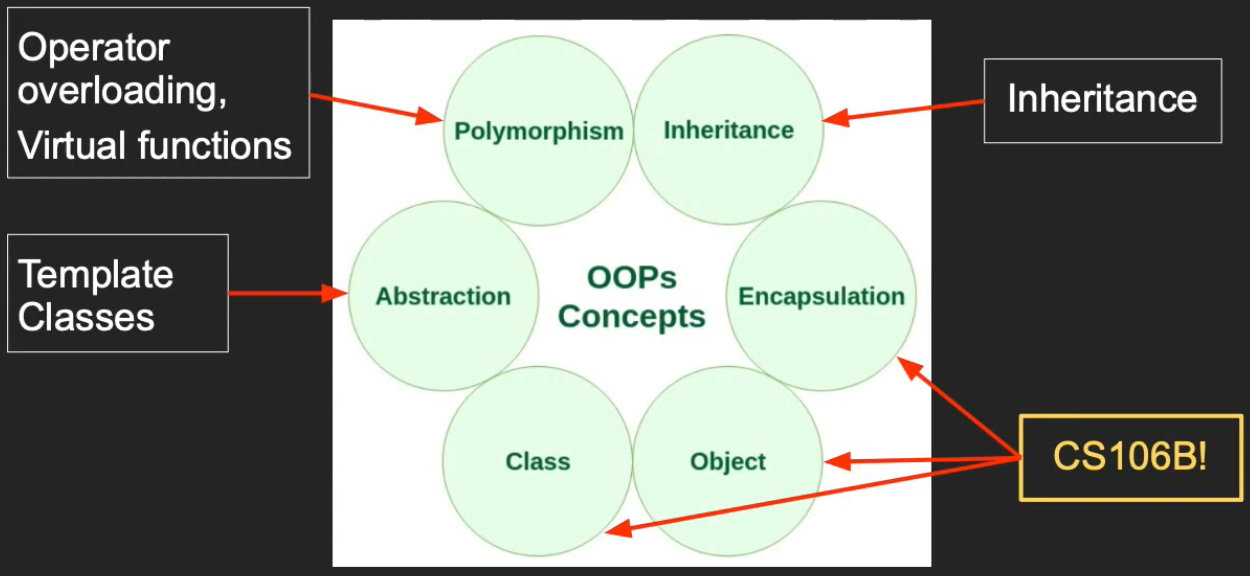 Operator
overloading,
Virtual functions
Polymorphism
Inheritance
Inheritance
Template
Classes
Abstraction
OOPs
Concepts
Encapsulation
Class
Object
CS106B!